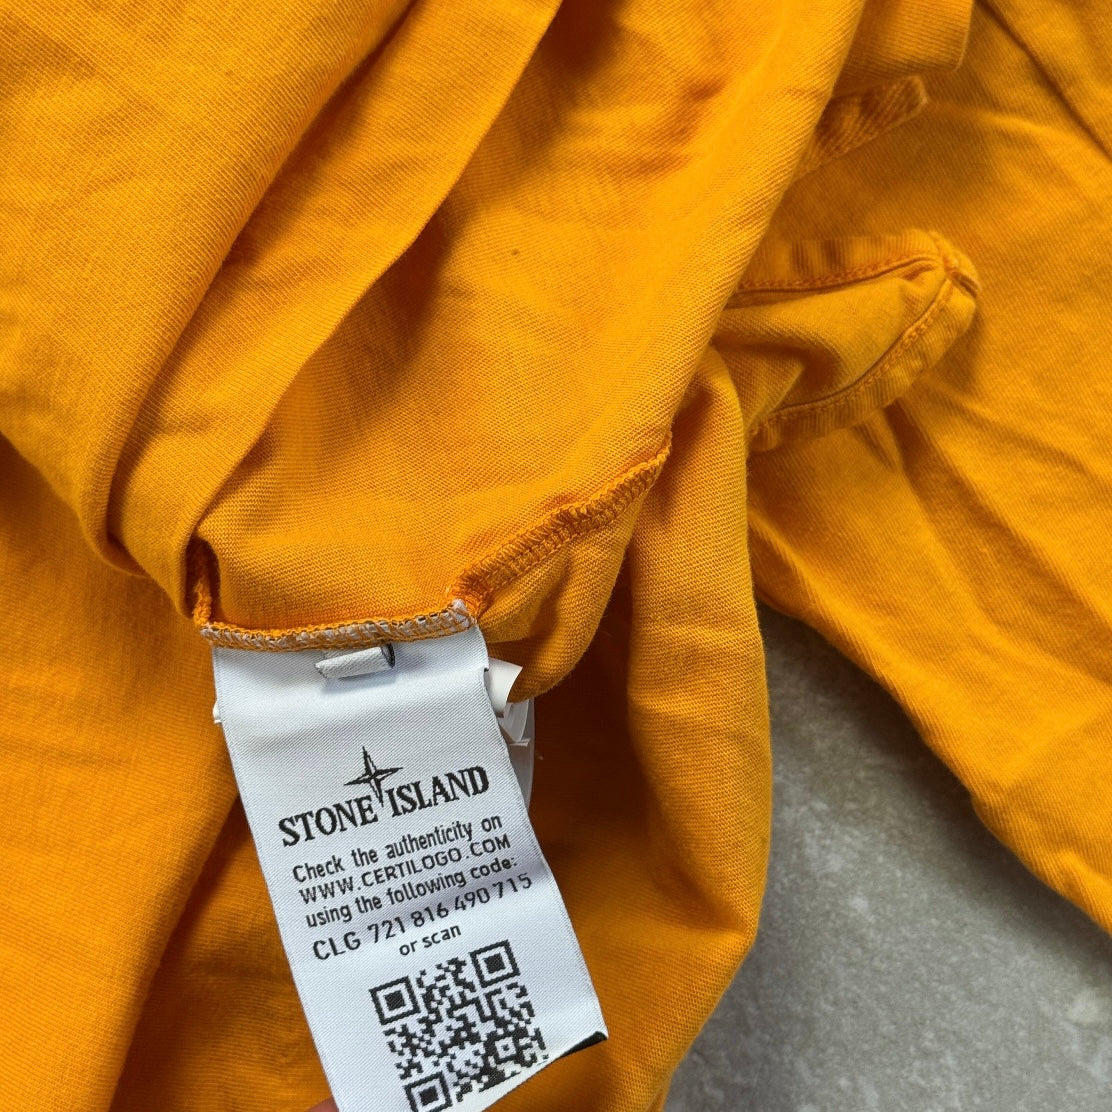 STONE ISLAND
Check the authenticity on
WWW.CERTILOGO.COM
using the following code:
CLG 721 816 490 715
or scan